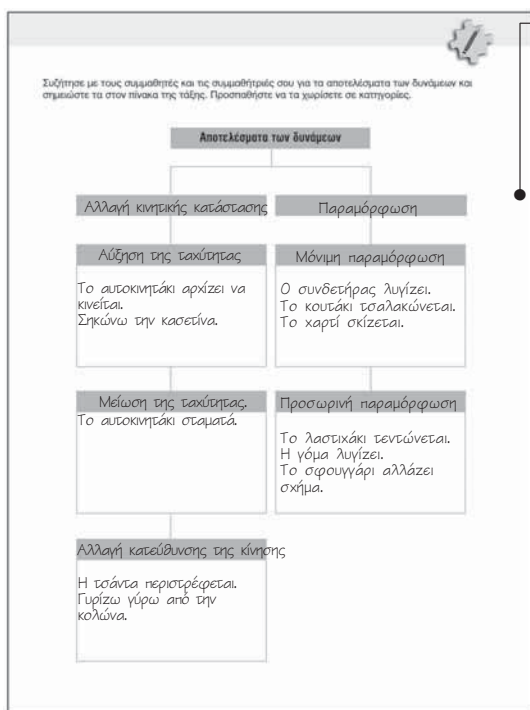 Συζήτησε με τους συμμαθητές και τις συμμαθήτριές σου για τα αποτελέσματα των δυνάμεων και
σημειώστε τα στον πίνακα της τάξης. Προσπαθήστε να τα χωρίσετε σε κατηγορίες.
Αποτελέσματα των δυνάμεων
Αλλαγή κινητικής κατάστασης
Αύξηση της ταχύτητας
Το αυτοκινητάκι αρχίζει να
κινείται.
Σηκώνω την κασετίνα.
Μείωση της ταχύτητας.
Το αυτοκινητάκι σταματά.
Αλλαγή κατεύθυνσης της κίνησης
Η τσάντα περιστρέφεται.
Γυρίζω γύρω από την
κολώνα.
Παραμόρφωση
Μόνιμη παραμόρφωση
Ο συνδετήρας λυγίζει.
Το κουτάκι τσαλακώνεται.
Το χαρτί σκίζεται.
Προσωρινή παραμόρφωση
Το λαστιχάκι τεντώνεται.
Η γόμα λυγίζει.
Το σφουγγάρι αλλάζει
σχήμα.